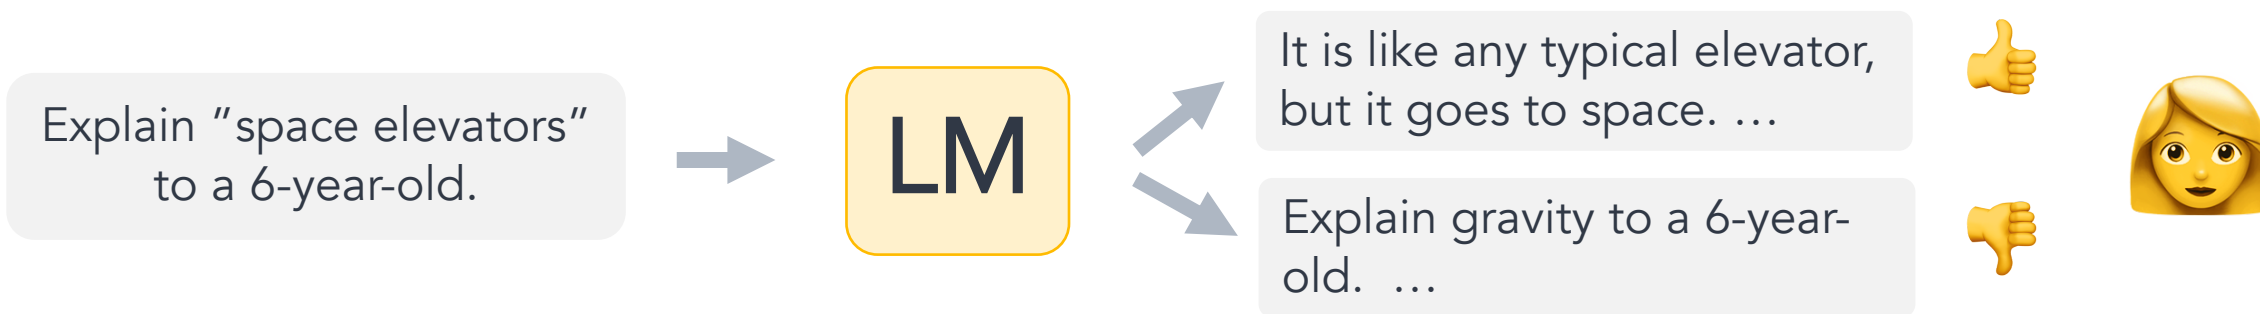 Explain ”space elevators”
to a 6-year-old.
LM
It is like any typical elevator,
but it goes to space. …
Explain gravity to a 6-year-
old. …